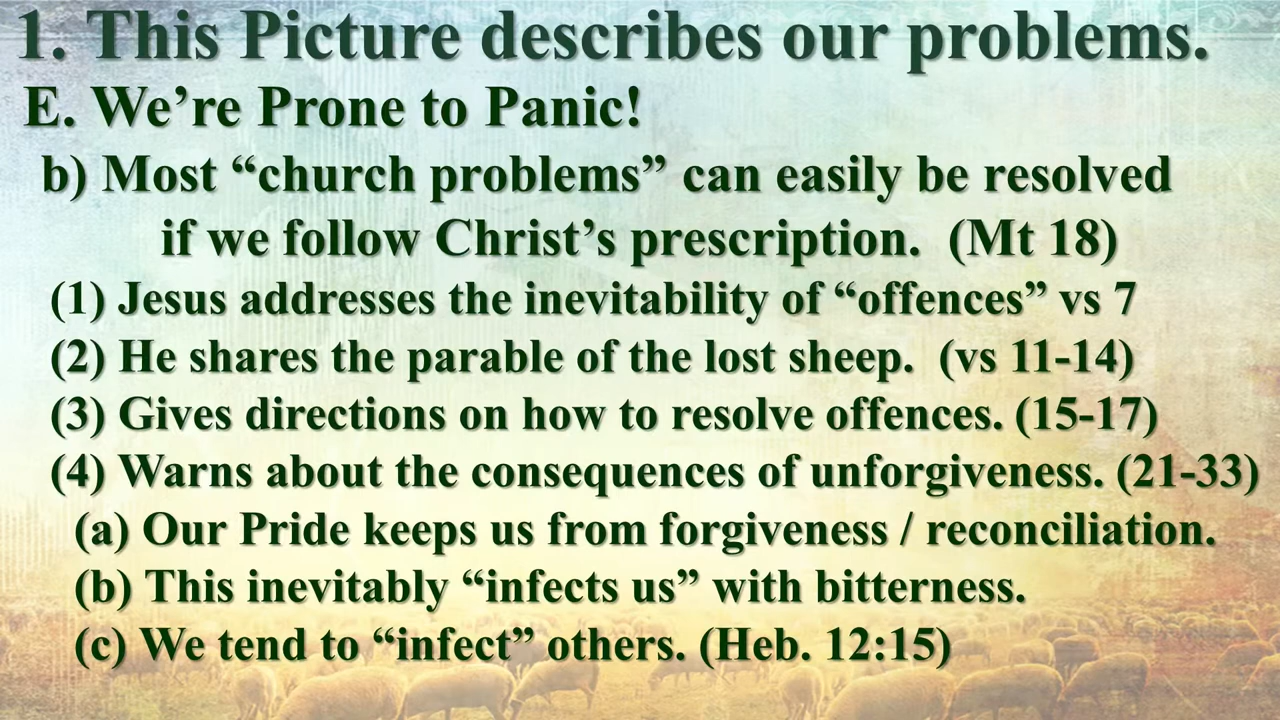 1. This Picture describes our problems.
E. We’re Prone to Panic!
b) Most “church problems” can easily be resolved
if we follow Christ’s prescription. (Mt 18)
(1) Jesus addresses the inevitability of “offences” vs 7
(2) He shares the parable of the lost sheep. (vs 11-14)
(3) Gives directions on how to resolve offences. (15-17)
(4) Warns about the consequences of unforgiveness. (21-33)
(a) Our Pride keeps us from forgiveness / reconciliation.
(b) This inevitably “infects us” with bitterness.
(c) We tend to “infect” others. (Heb. 12:15)